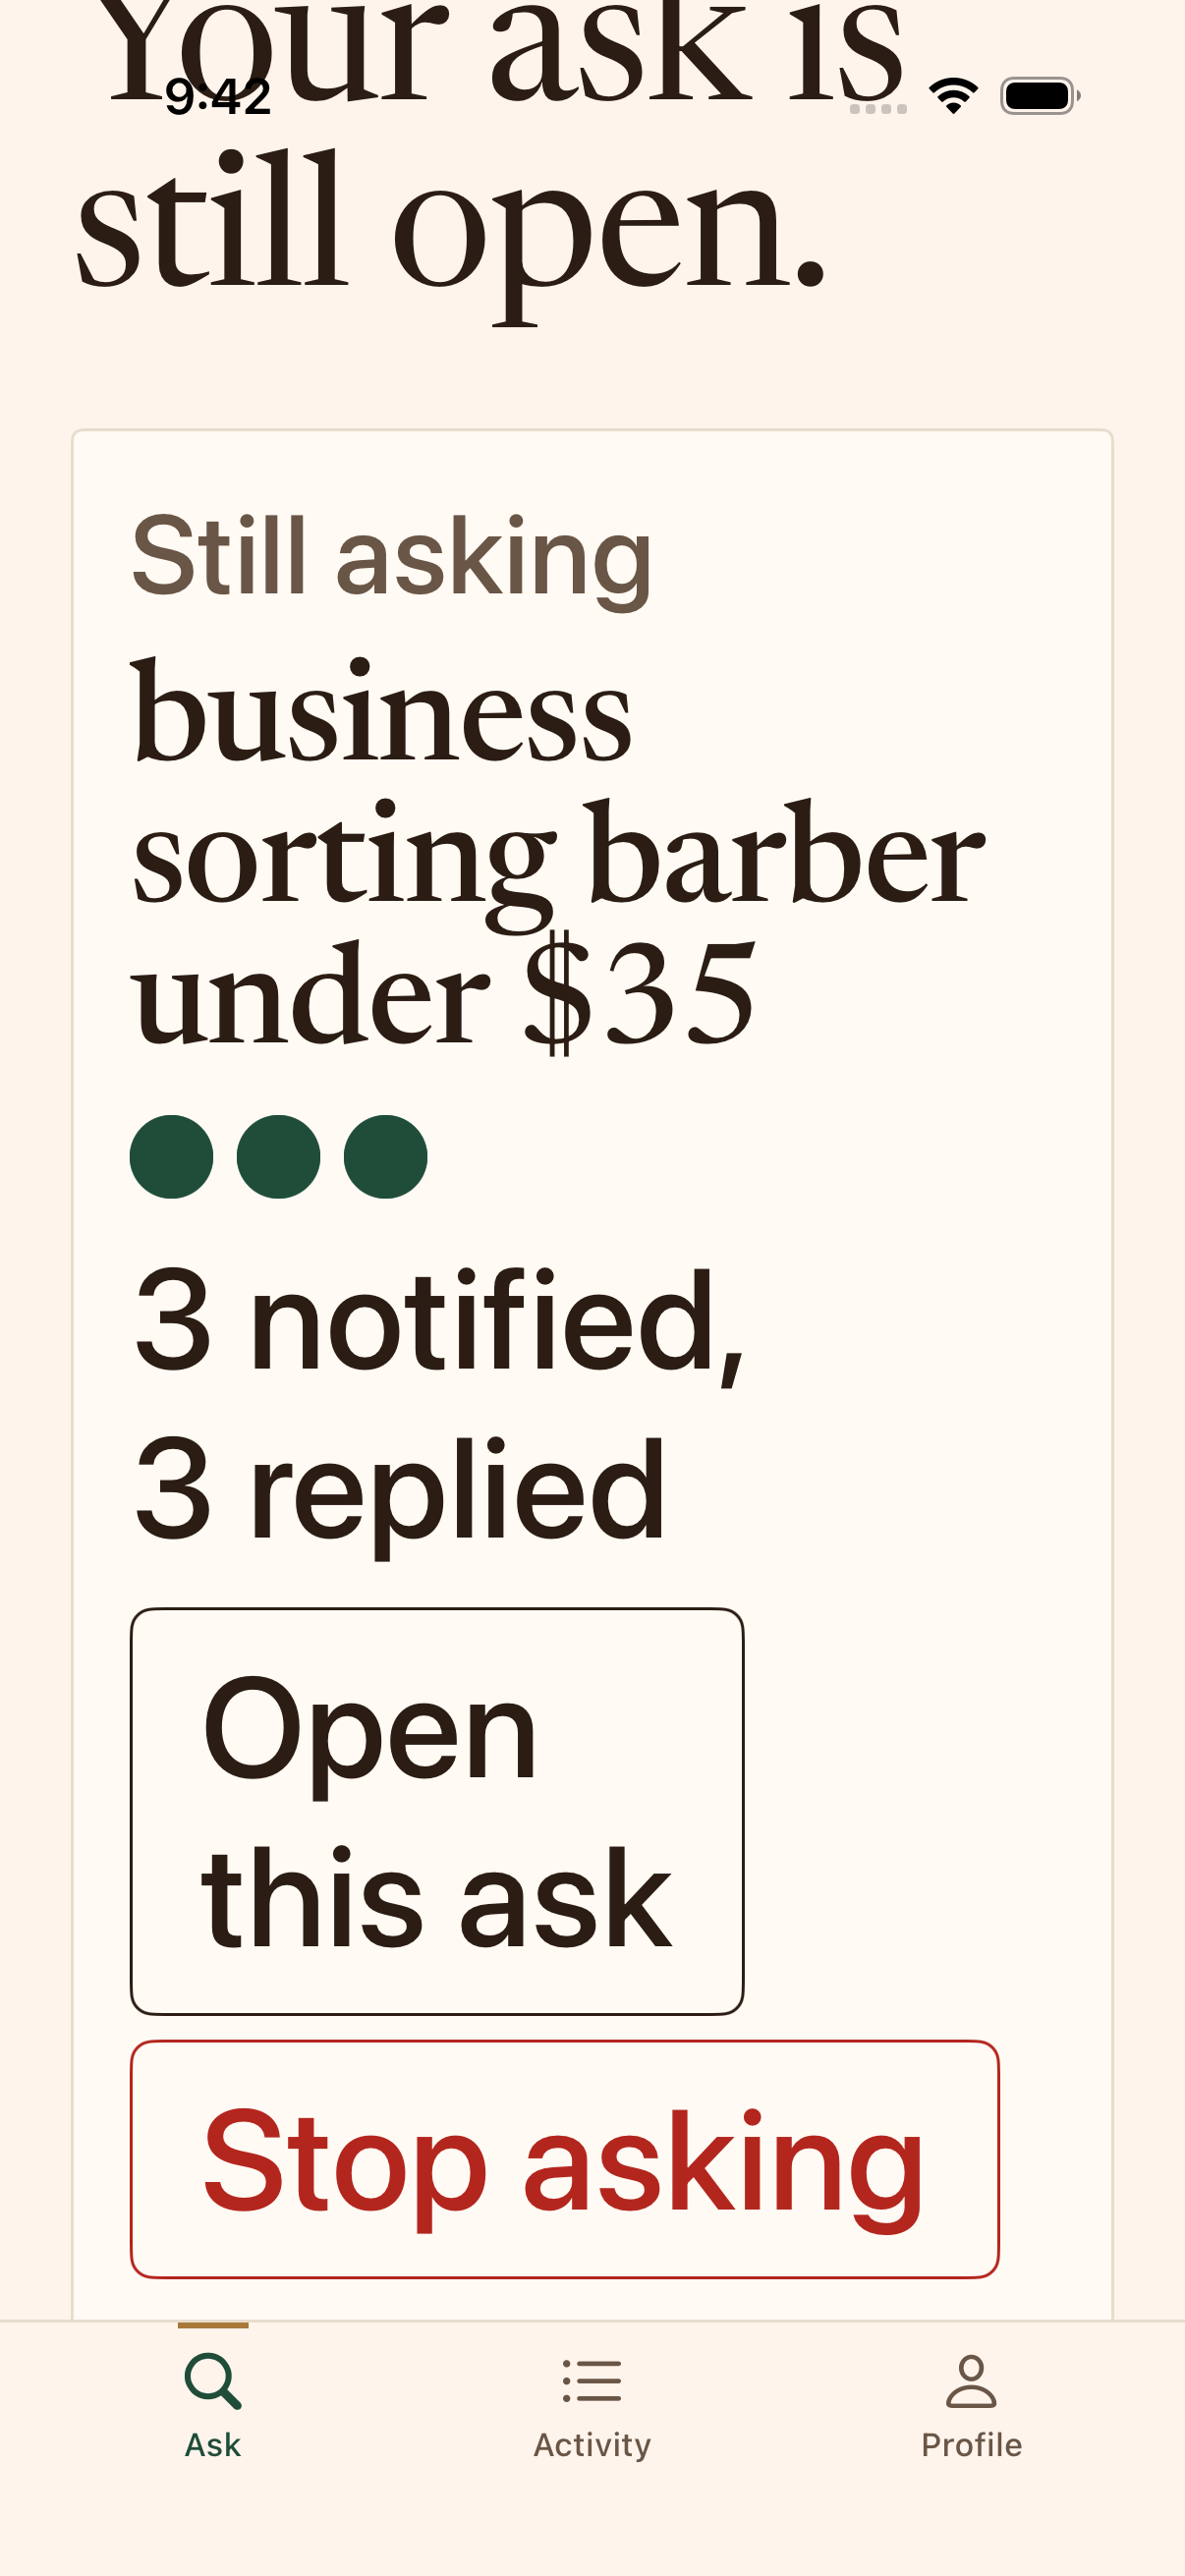 Your ask is
9:42
still open.
Still asking
business
sorting barber
under $35
3 notified,
3 replied
Open
this ask
Stop asking
Ask
Activity
Profile